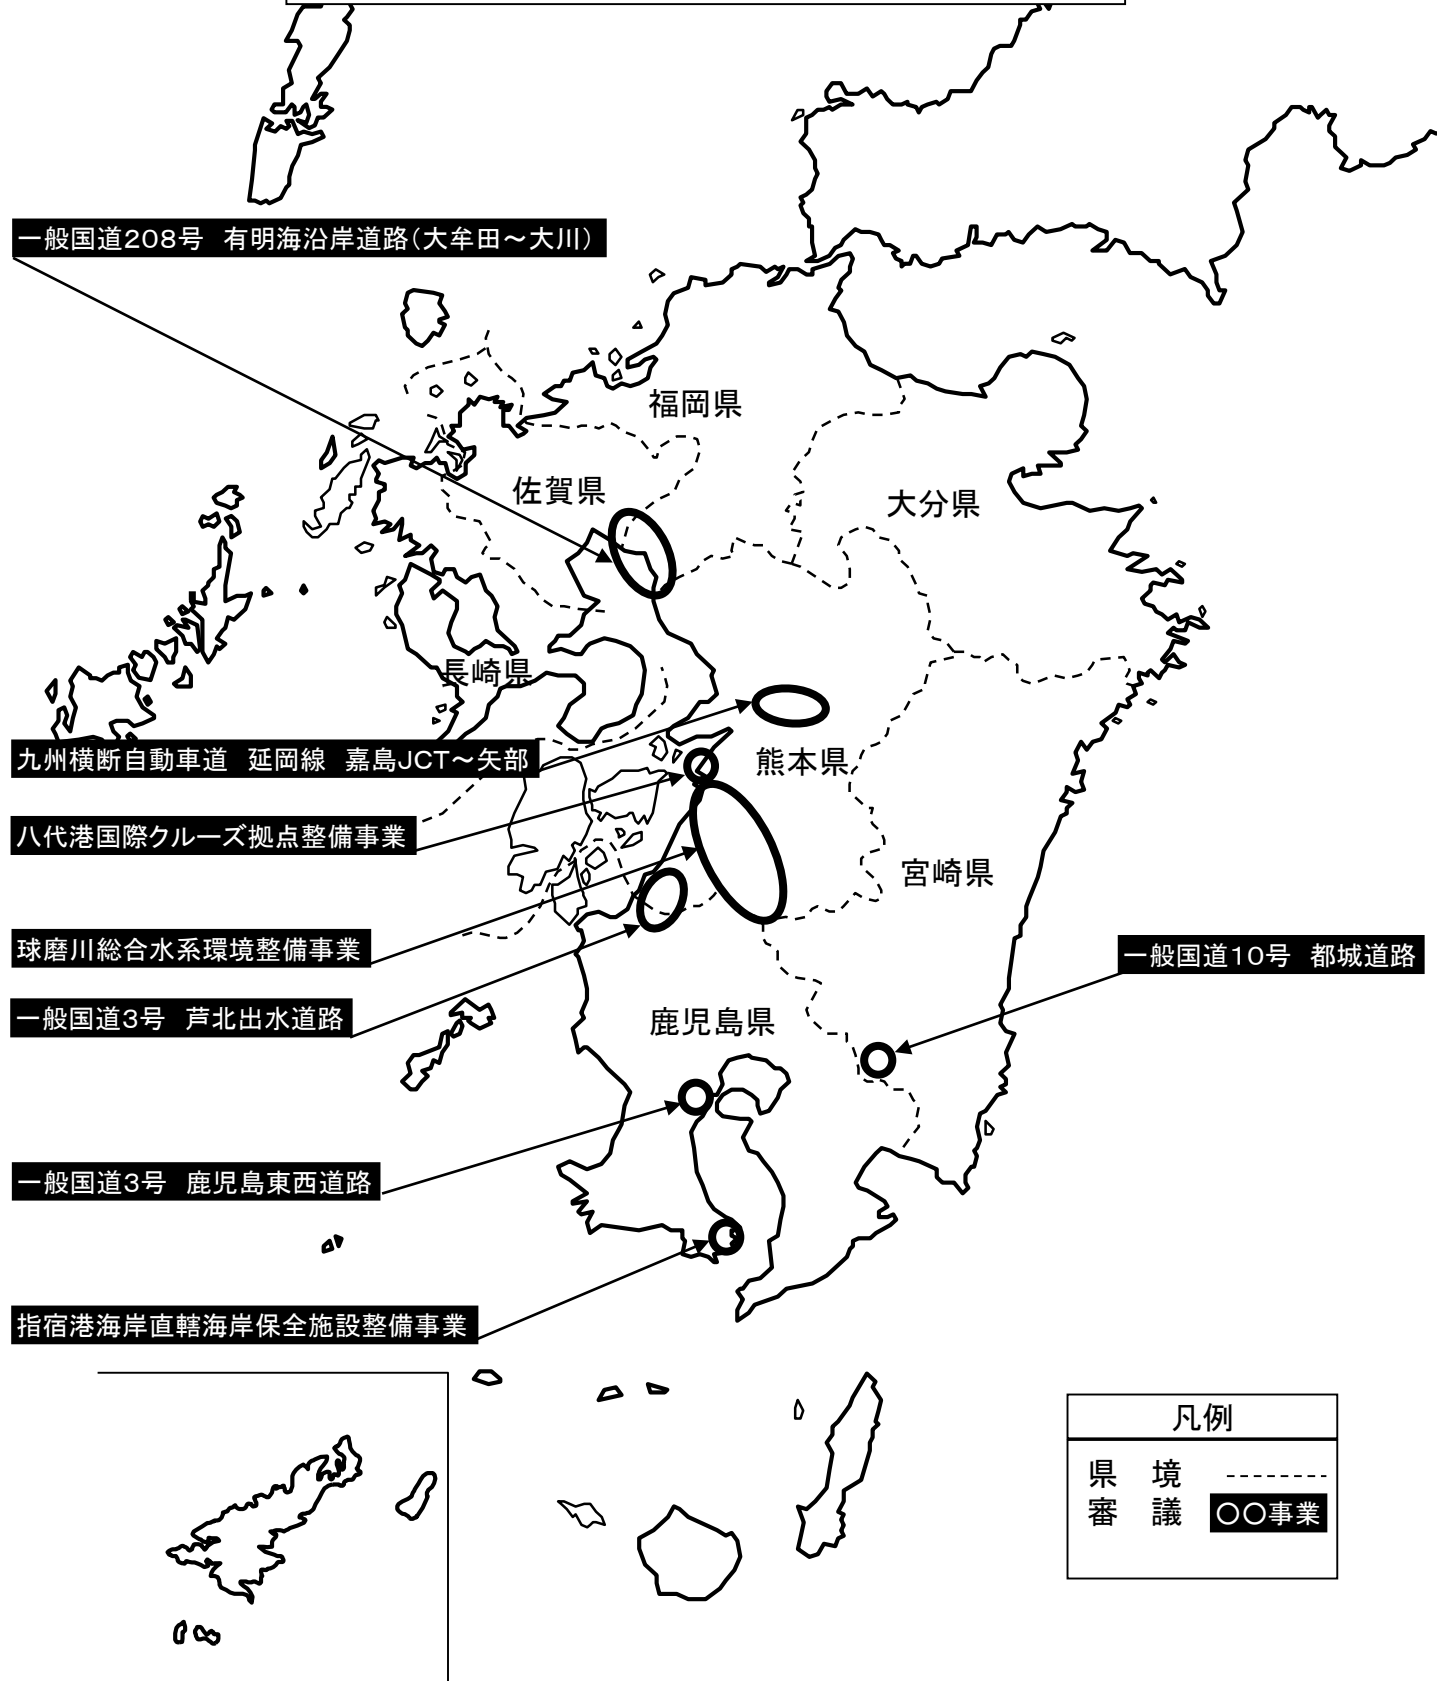 一般国道208号　有明海沿岸道路（大牟田～大川）
福岡県
佐賀県
大分県
長崎県
九州横断自動車道　延岡線　嘉島JCT～矢部
熊本県
八代港国際クルーズ拠点整備事業
宮崎県
球磨川総合水系環境整備事業
一般国道10号　都城道路
一般国道3号　芦北出水道路
鹿児島県
一般国道3号　鹿児島東西道路
指宿港海岸直轄海岸保全施設整備事業
凡例
県　境
審　議　〇〇事業